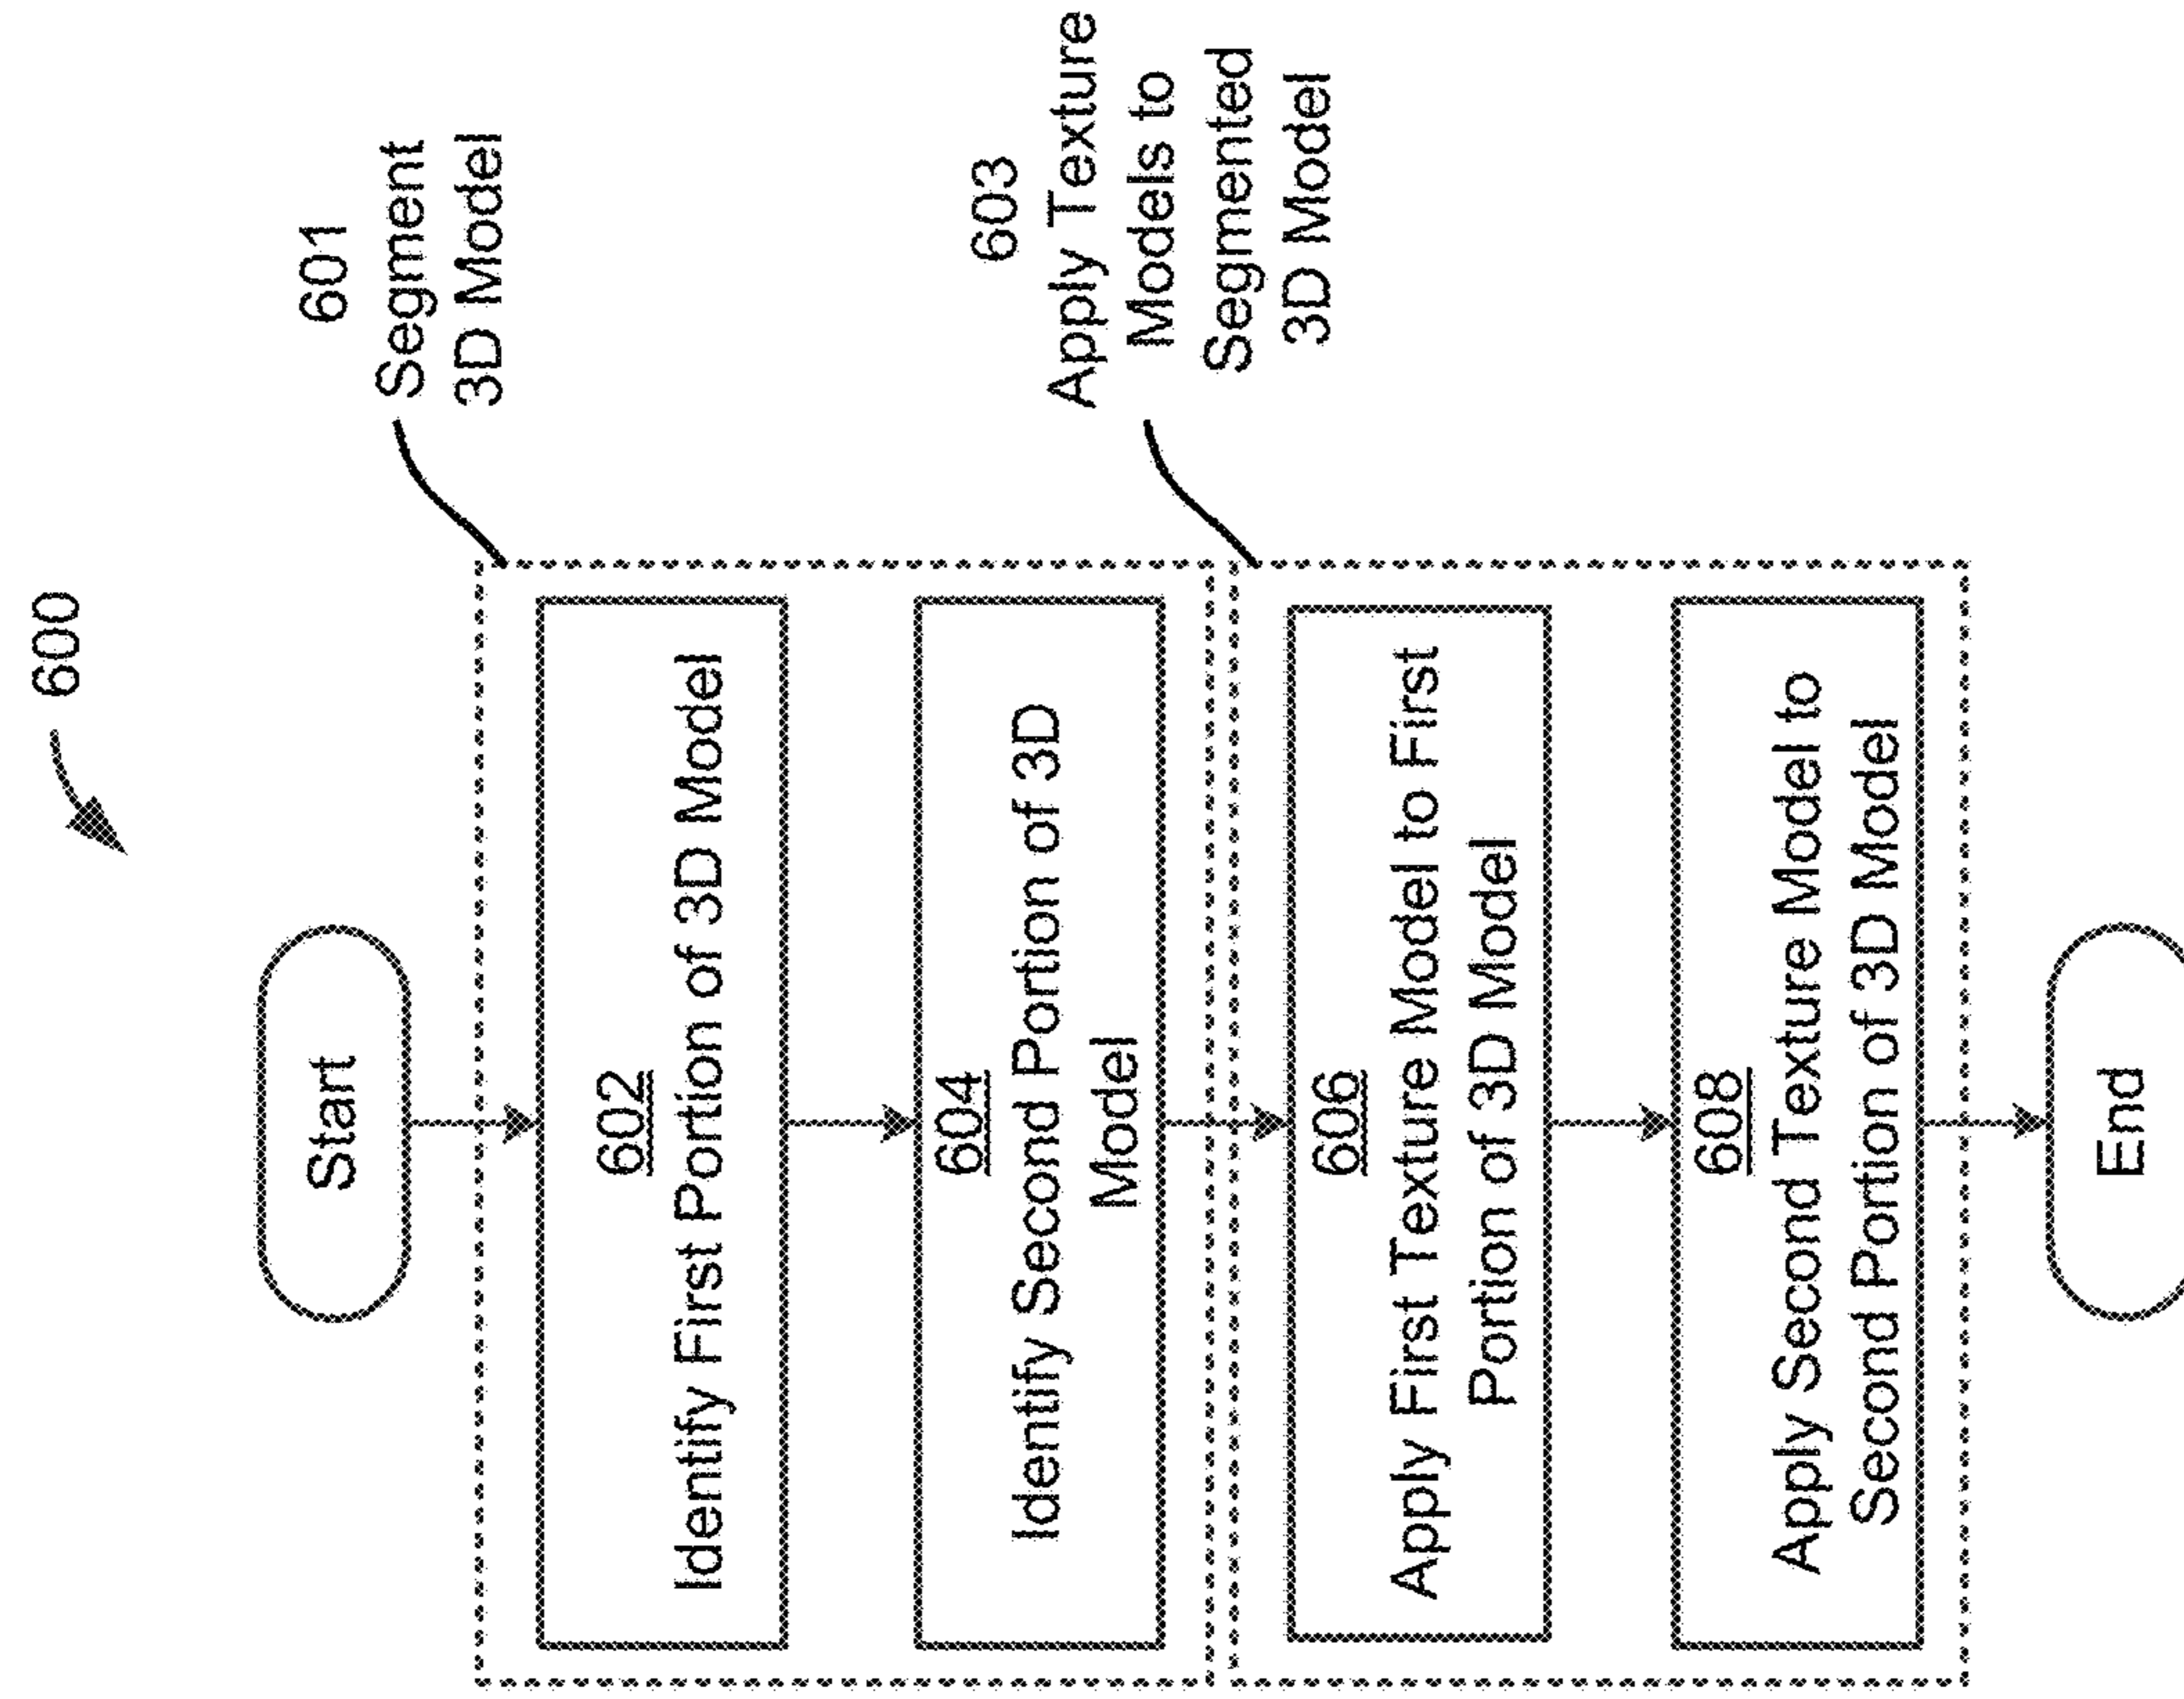 600
Start
601
Segment
3D Model
602
Identify First Portion of 3D Model
604
Identify Second Portion of 3D
Model
603
Apply Texture
Models to
Segmented
3D Model
606
Apply First Texture Model to First
Portion of 3D Model
608
Apply Second Texture Model to
Second Portion of 3D Model
End